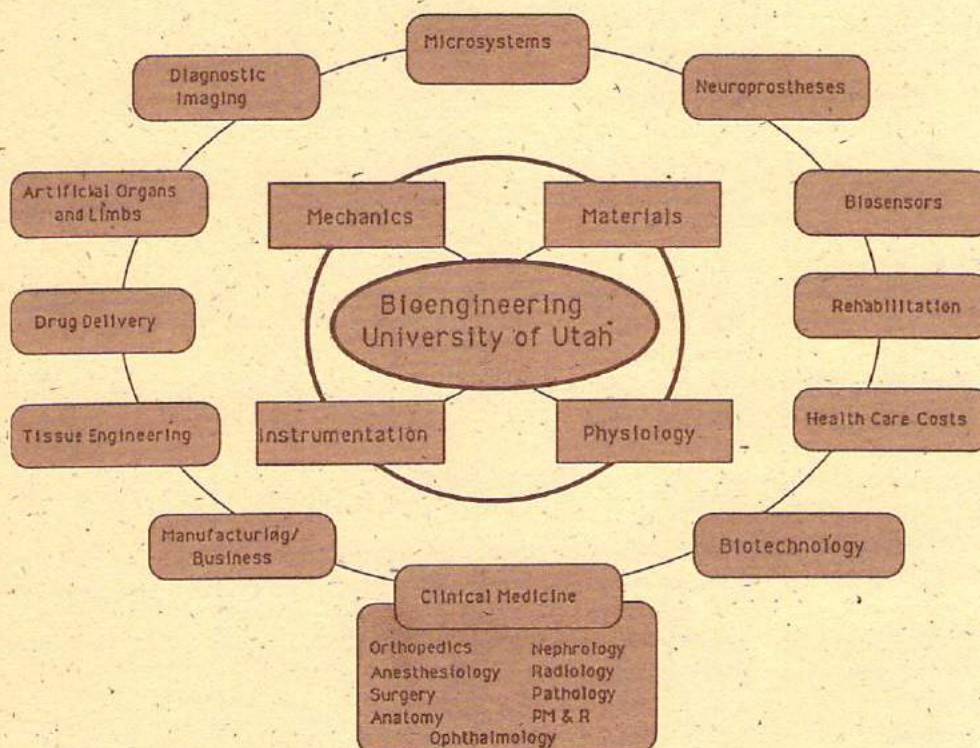 Microsystems
Diagnostic
Imaging
Neuroprostheses
Artificial Organs
and Limbs
Mechanics
Materials
Biosensors
Bioengineering
University of Utah
Drug Delivery
Rehabilitation
Tissue Engineering
Instrumentation
Physiology
Health Care Costs
Manufacturing/
Business
Biotechnology
Clinical Medicine
Orthopedics Nephrology
Anesthesiology Radiology
Surgery Pathology
Anatomy PM & R
Ophthalmology